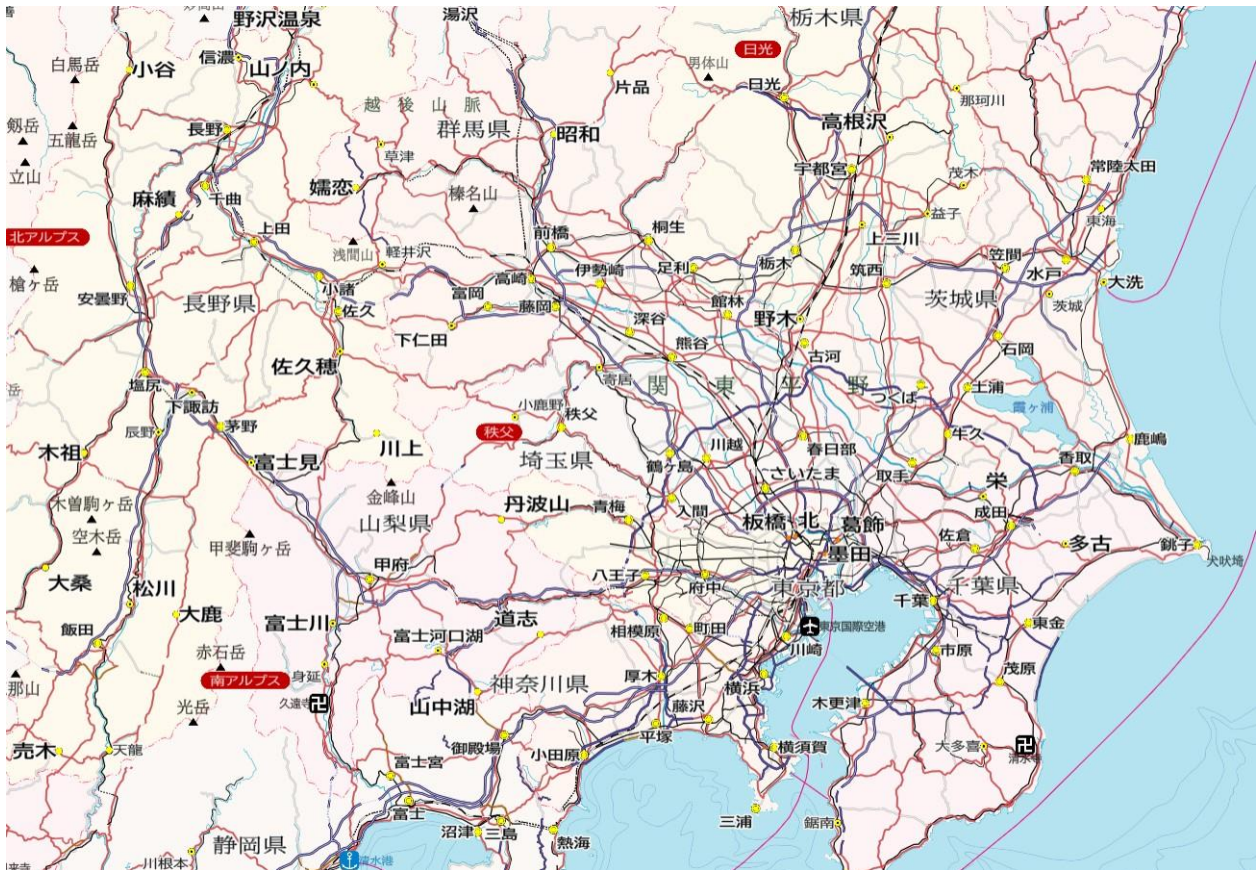 野沢温泉
湯沢
栃木県
信濃
小谷
白馬岳
山ノ内
片品
日光
男体山
日光
那珂川
越後山脈
群馬県
昭和
高根沢
剱岳
五龍岳
立山
長野
草津
宇都宮
常陸太田
茂木
千曲
嬬恋
榛名山
麻績
益子
東海
北アルプス
上田
浅間山
軽井沢
前橋
桐生
上三川
槍ヶ岳
安曇野
長野県
小諸
佐久
高崎
伊勢崎
足利
栃木
筑西
笠間
水戸
大洗
茨城県
茨城
富岡
藤岡
館林
野木
下仁田
深谷
熊谷
古河
石岡
佐久穂
塩尻
寄居
関東平野
つくば
土浦
霞ヶ浦
下諏訪
小鹿野
秩父
辰野
茅野
秩父
川上
埼玉県
川越
春日部
牛久
鹿嶋
木祖
富士見
鶴ヶ島
さいたま
取手
香取
栄
金峰山
木曽駒ヶ岳
山梨県
丹波山
青梅
入間
板橋
北
葛飾
成田
空木岳
甲斐駒ヶ岳
墨田
佐倉
多古
銚子
犬吠埼
大桑
松川
甲府
八王子
府中
東京都
千葉県
千葉
大鹿
富士川
道志
富士河口湖
相模原
町田
東京国際空港
川崎
東金
飯田
赤石岳
市原
那山
南アルプス
身延
神奈川県
厚木
横浜
茂原
光岳
久遠寺
山中湖
藤沢
木更津
売木
天龍
御殿場
小田原
平塚
横須賀
大多喜
清水寺
富士宮
富士
沼津
三島
熱海
三浦
鋸南
静岡県
川根本
清水港